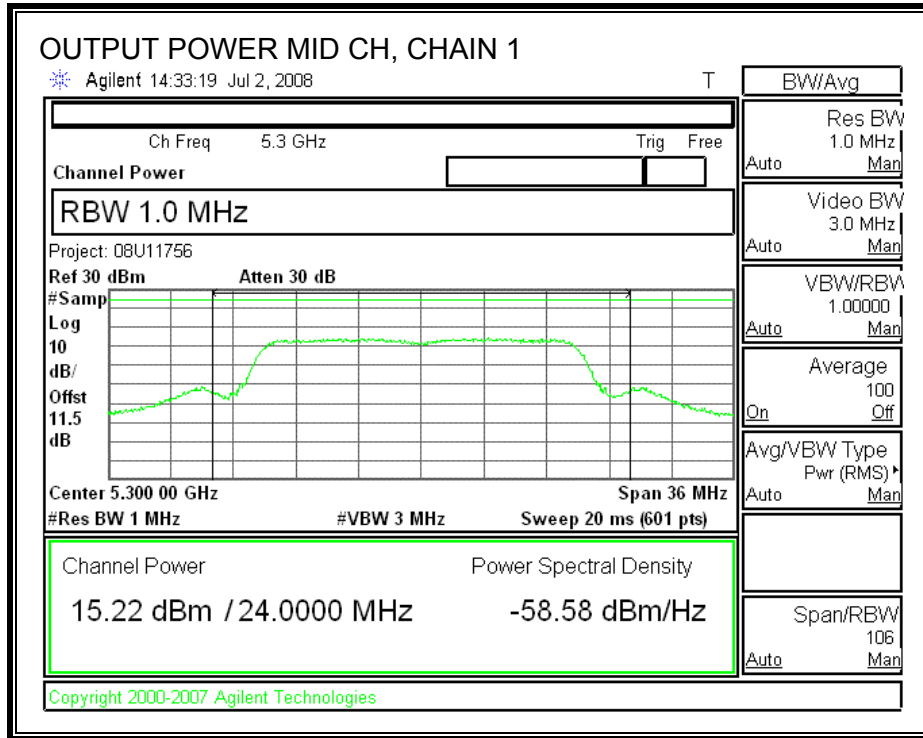 OUTPUT POWER MID CH, CHAIN 1
Agilent 14:33:19 Jul 2, 2008 T
Ch Freq 5.3 GHz Trig Free
Channel Power
RBW 1.0 MHz
Project: 08U11756
Ref 30 dBm Atten 30 dB
#Samp
Log
10
dB/
Offst
11.5
dB
Center 5.300 00 GHz Span 36 MHz
#Res BW 1 MHz #VBW 3 MHz Sweep 20 ms (601 pts)
Channel Power Power Spectral Density
15.22 dBm / 24.0000 MHz -58.58 dBm/Hz
Copyright 2000-2007 Agilent Technologies
BW/Avg
Res BW
1.0 MHz
Auto Man
Video BW
3.0 MHz
Auto Man
VBW/RBW
1.00000
Auto Man
Average
100
On Off
Avg/VBW Type
Pwr (RMS)
Auto Man
Span/RBW
106
Auto Man